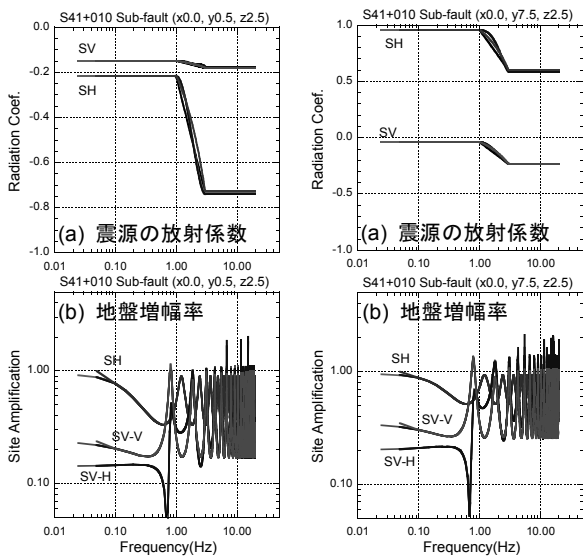 S41+010 Sub-fault (x0.0, y0.5, z2.5)
0.0
-0.2
-0.4
-0.6
-0.8
-1.0
Radiation Coef.
SV
SH
(a) 震源の放射係数
0.01
0.10
1.00
10.00
S41+010 Sub-fault (x0.0, y7.5, z2.5)
1.0
0.5
0.0
-0.5
-1.0
Radiation Coef.
SH
SV
(a) 震源の放射係数
0.01
0.10
1.00
10.00
S41+010 Sub-fault (x0.0, y0.5, z2.5)
(b) 地盤増幅率
1.00
0.10
Site Amplification
SH
SV-V
SV-H
0.01
0.10
1.00
10.00
Frequency(Hz)
S41+010 Sub-fault (x0.0, y7.5, z2.5)
(b) 地盤増幅率
1.00
0.10
Site Amplification
SH
SV-V
SV-H
0.01
0.10
1.00
10.00
Frequency(Hz)